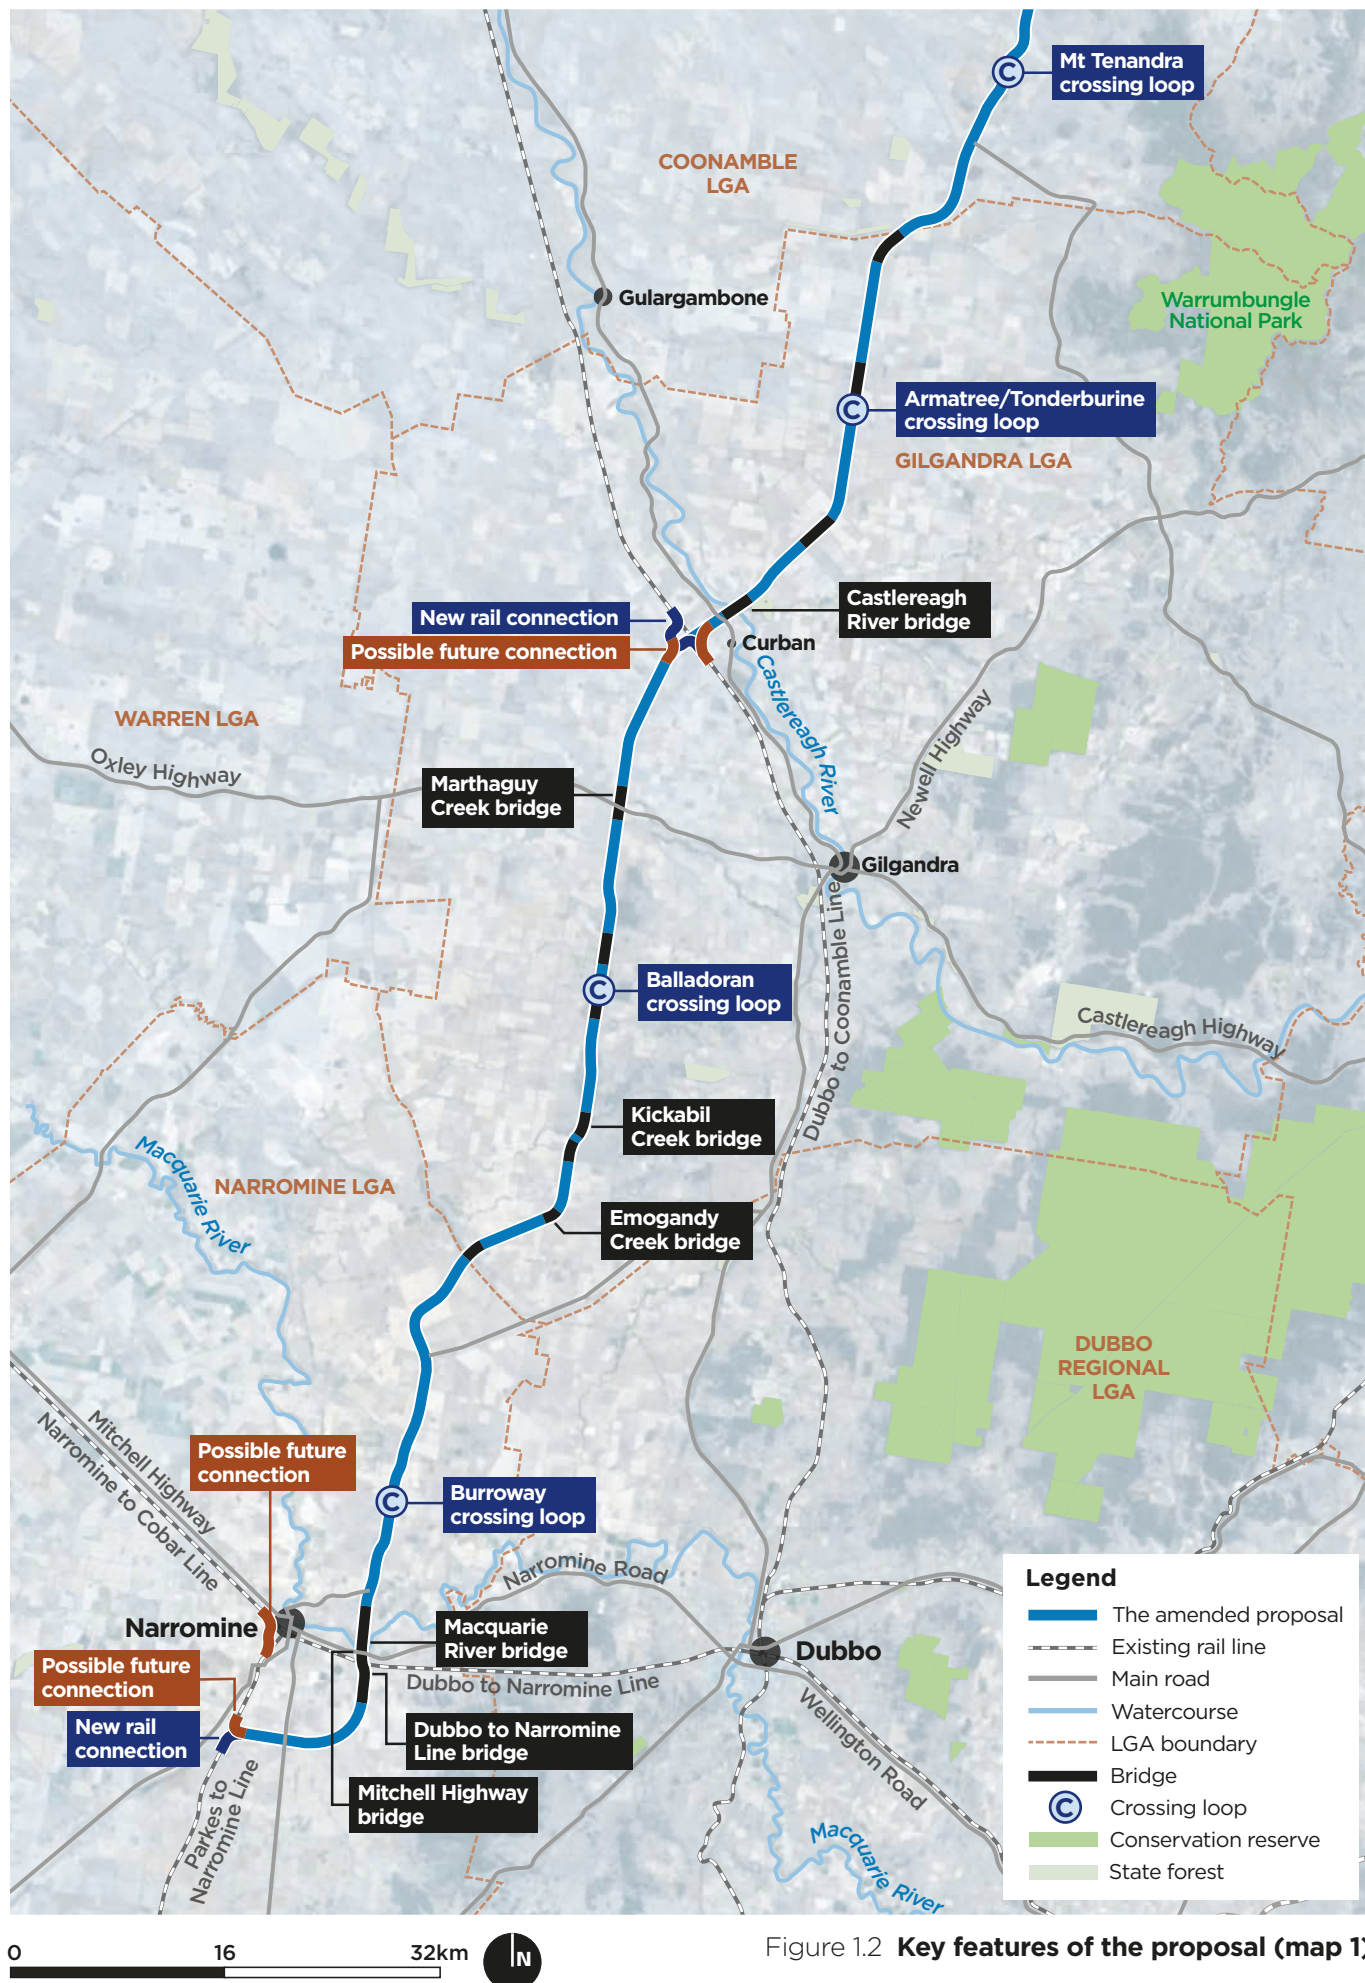 Mt Tenandra
crossing loop
COONAMBLE
LGA
Gulargambone
Warrumbungle
National Park
Armatree/Tonderburine
crossing loop
GILGANDRA LGA
Castlereagh
River bridge
New rail connection
Possible future connection
Curban
Castlereagh River
WARREN LGA
Oxley Highway
Newell Highway
Marthaguy
Creek bridge
Gilgandra
Dubbo to Coonamble Line
Balladoran
crossing loop
Castlereagh Highway
Kickabil
Creek bridge
Macquarie River
NARROMINE LGA
Emogandy
Creek bridge
DUBBO
REGIONAL
LGA
Mitchell Highway
Narromine to Cobar Line
Possible future
connection
Burroway
crossing loop
Narromine Road
Narromine
Macquarie
River bridge
Dubbo
Possible future
connection
Dubbo to Narromine Line
New rail
connection
Dubbo to Narromine
Line bridge
Wellington Road
Mitchell Highway
bridge
Parkes to
Narromine Line
Macquarie River
Legend
The amended proposal
Existing rail line
Main road
Watercourse
LGA boundary
Bridge
C Crossing loop
Conservation reserve
State forest
C
C
C
C
0 16 32km
N
Figure 1.2 Key features of the proposal (map 1)